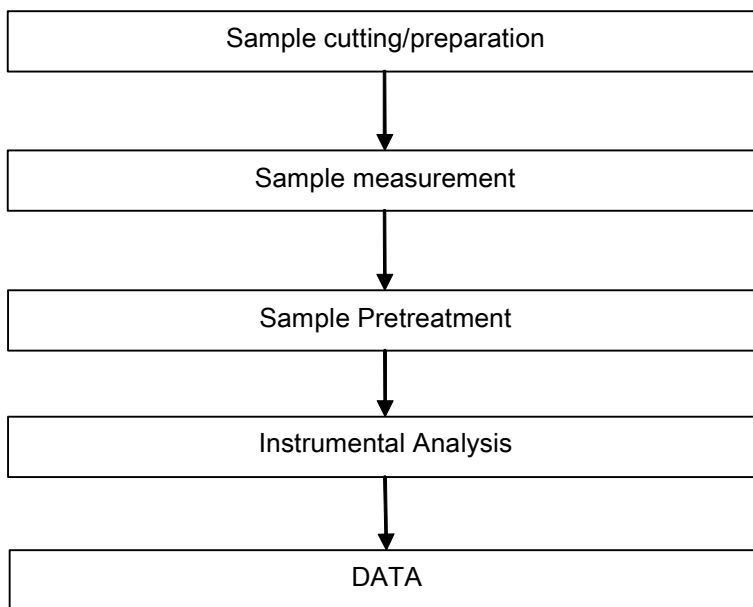 Sample cutting/preparation
Sample measurement
Sample Pretreatment
Instrumental Analysis
DATA